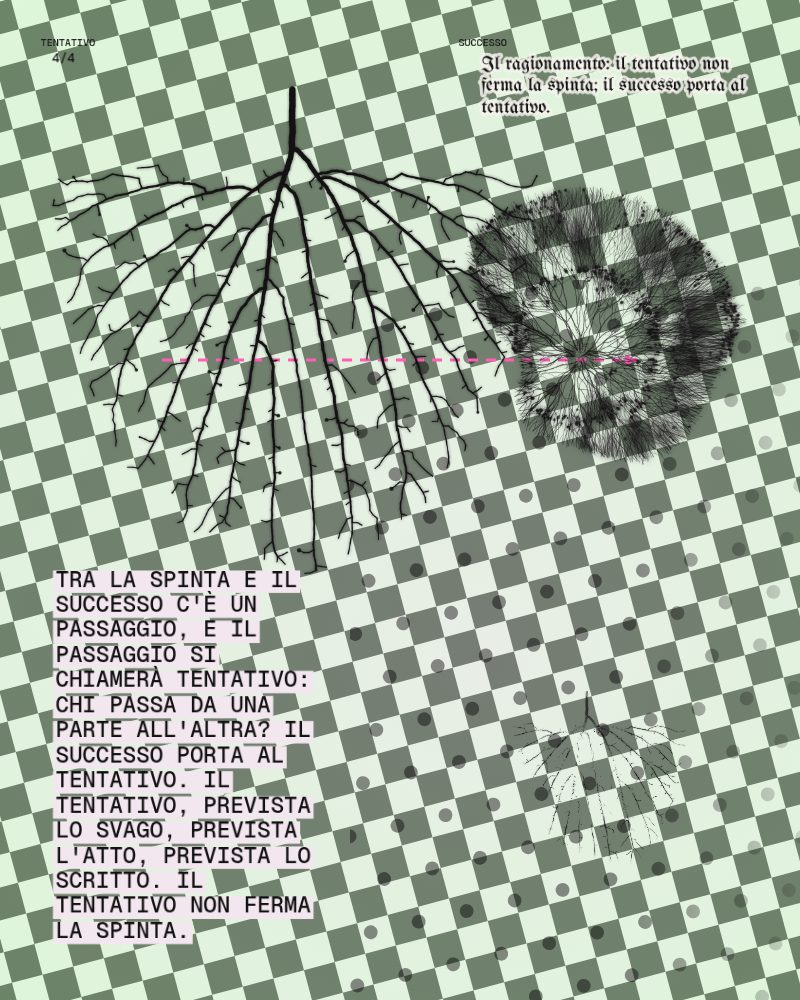 TENTATIVO
4/4
SUCCESSO
Il ragionamento: il tentativo non
ferma la spinta; il successo porta al
tentativo.
TRA LA SPINTA E IL
SUCCESSO C'È UN
PASSAGGIO, E IL
PASSAGGIO SI
CHIAMERÀ TENTATIVO:
CHI PASSA DA UNA
PARTE ALL'ALTRA? IL
SUCCESSO PORTA AL
TENTATIVO. IL
TENTATIVO, PREVISTA
LO SVAGO, PREVISTA
L'ATTO, PREVISTA LO
SCRITTO. IL
TENTATIVO NON FERMA
LA SPINTA.